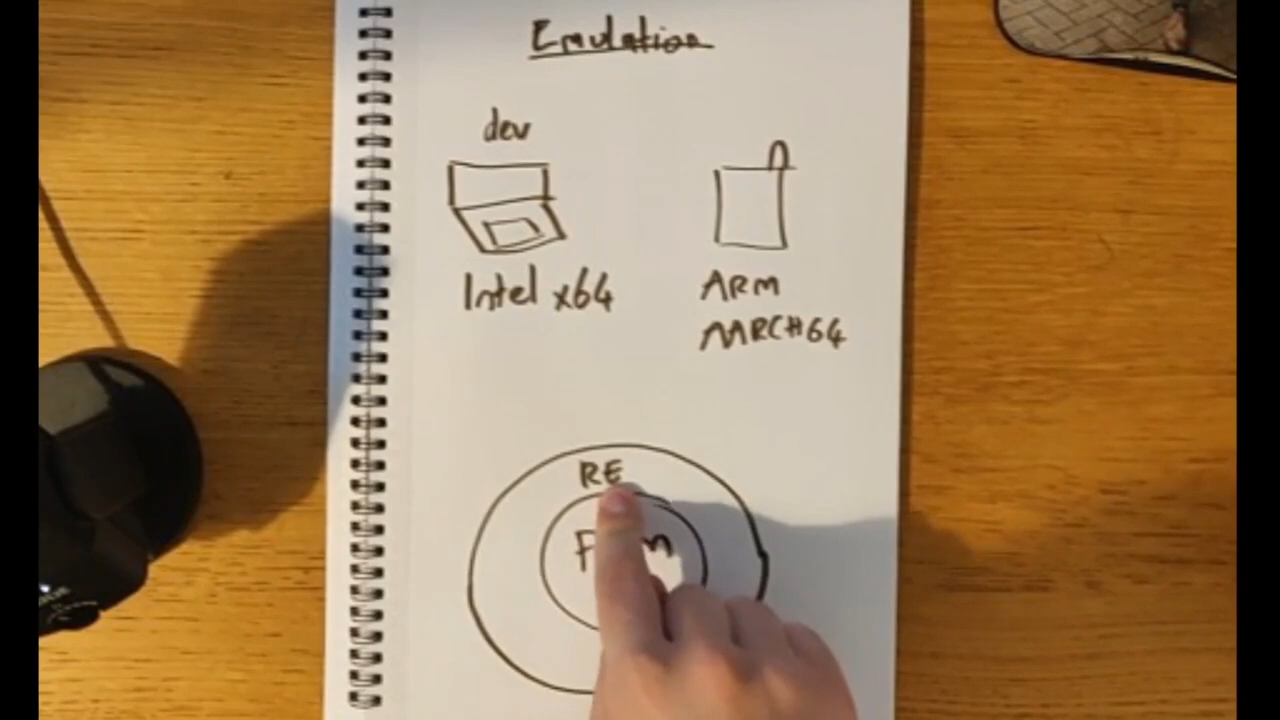 Emulation
dev
Intel x64
ARM
AARCH64
RE